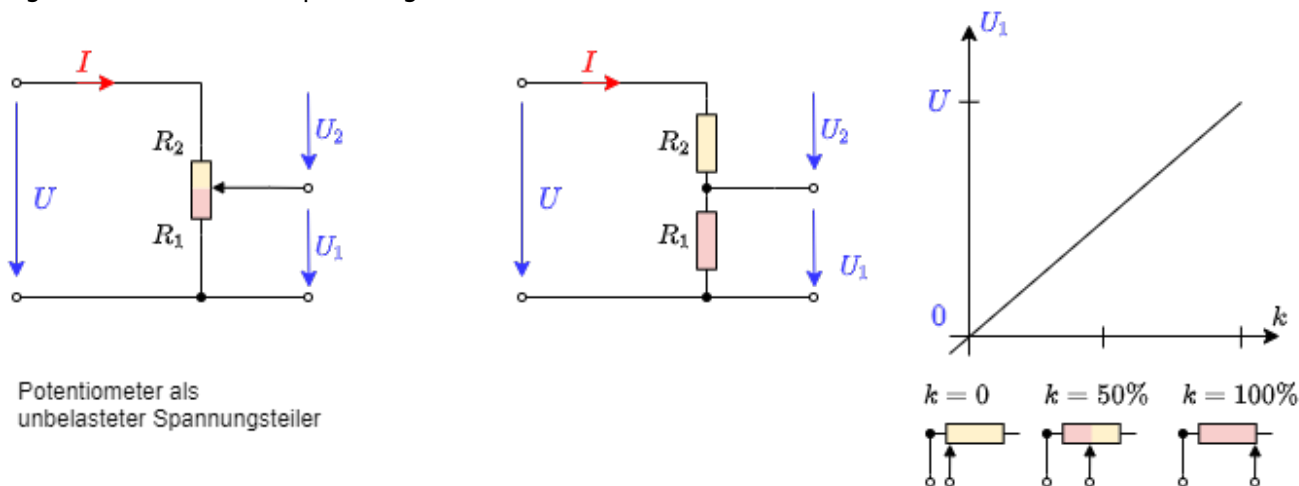 I
U
R₂
R₁
U₂
U₁
Potentiometer als
unbelasteter Spannungsteiler
I
U
R₂
R₁
U₂
U₁
U₁
U
0
k
k = 0
k = 50%
k = 100%